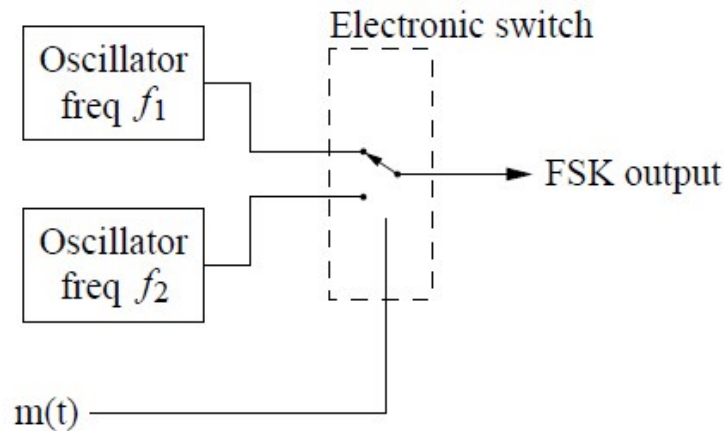 Electronic switch
Oscillator
freq f1
FSK output
Oscillator
freq f2
m(t)